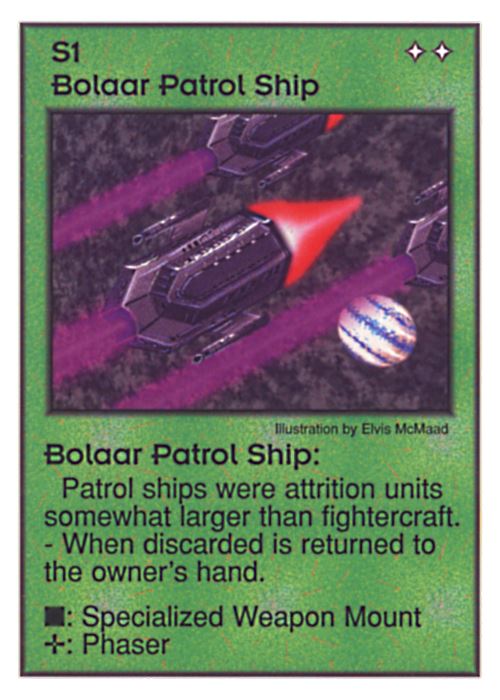 S1
Bolaar Patrol Ship
Illustration by Elvis McMaad
Bolaar Patrol Ship:
Patrol ships were attrition units
somewhat larger than fightercraft.
- When discarded is returned to
the owner's hand.
■: Specialized Weapon Mount
✛: Phaser